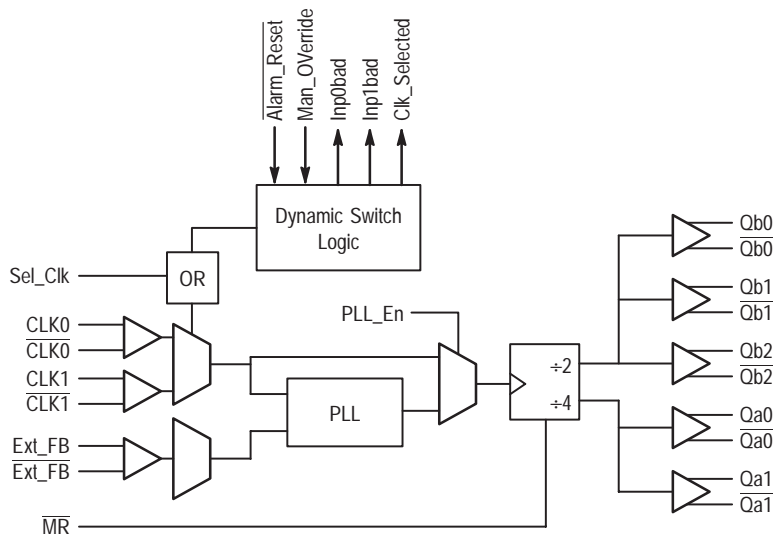 Alarm_Reset
Man_OVerride
Inp0bad
Inp1bad
Clk_Selected
Dynamic Switch
Logic
Sel_Clk
OR
CLK0
CLK0
CLK1
CLK1
Ext_FB
Ext_FB
MR
PLL_En
PLL
÷2
÷4
Qb0
Qb0
Qb1
Qb1
Qb2
Qb2
Qa0
Qa0
Qa1
Qa1